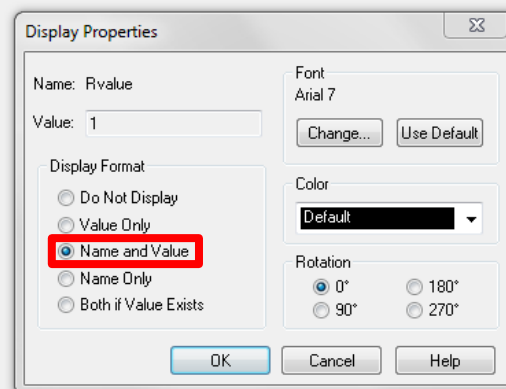 Display Properties
Name: Rvalue
Value: 1
Display Format
Do Not Display
Value Only
Name and Value
Name Only
Both if Value Exists
Font
Arial 7
Change...
Use Default
Color
Default
Rotation
0°
180°
90°
270°
OK
Cancel
Help